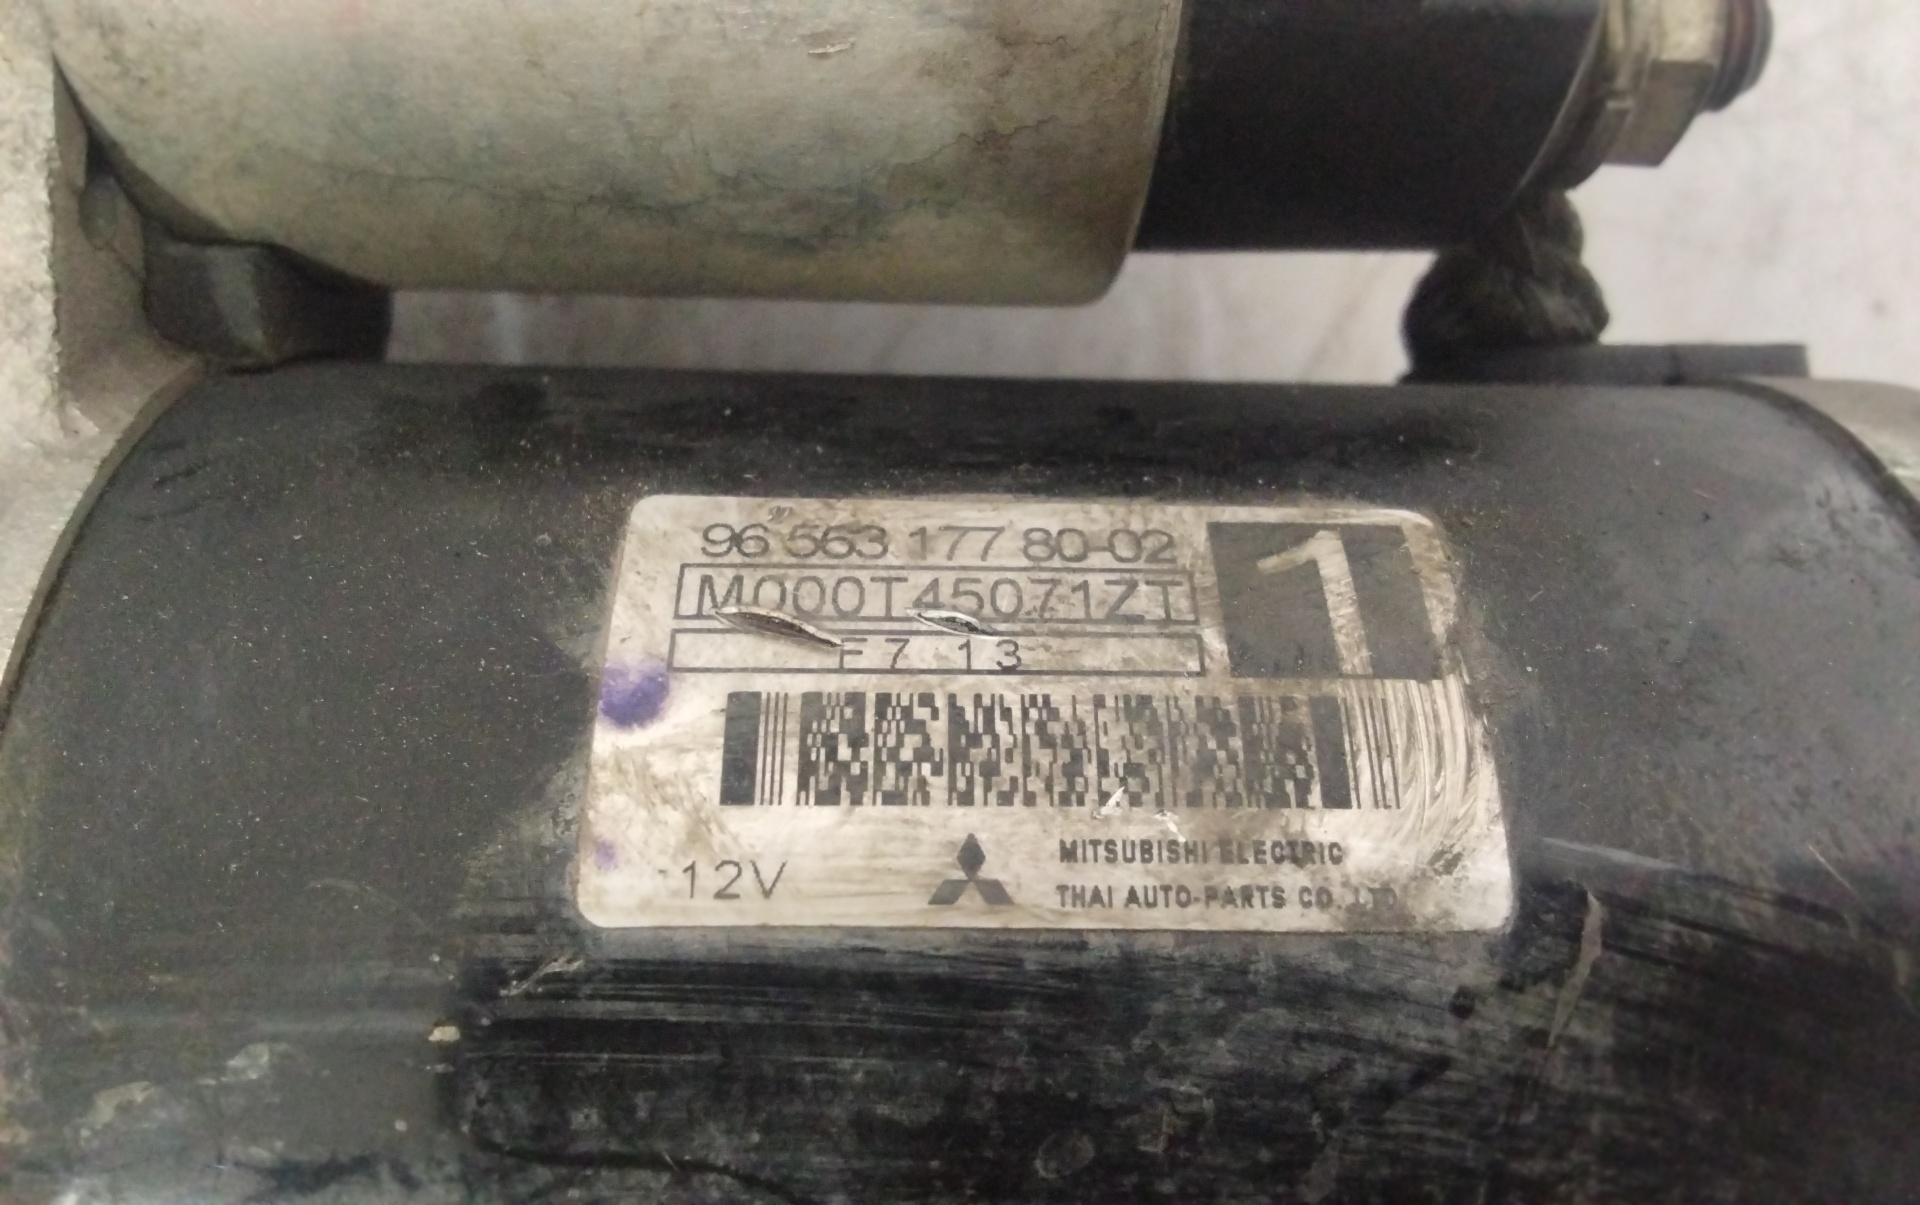 96 563 177 80-02
M000T45071ZT
1
F7 13
12V
MITSUBISHI ELECTRIC
THAI AUTO-PARTS CO.,LTD